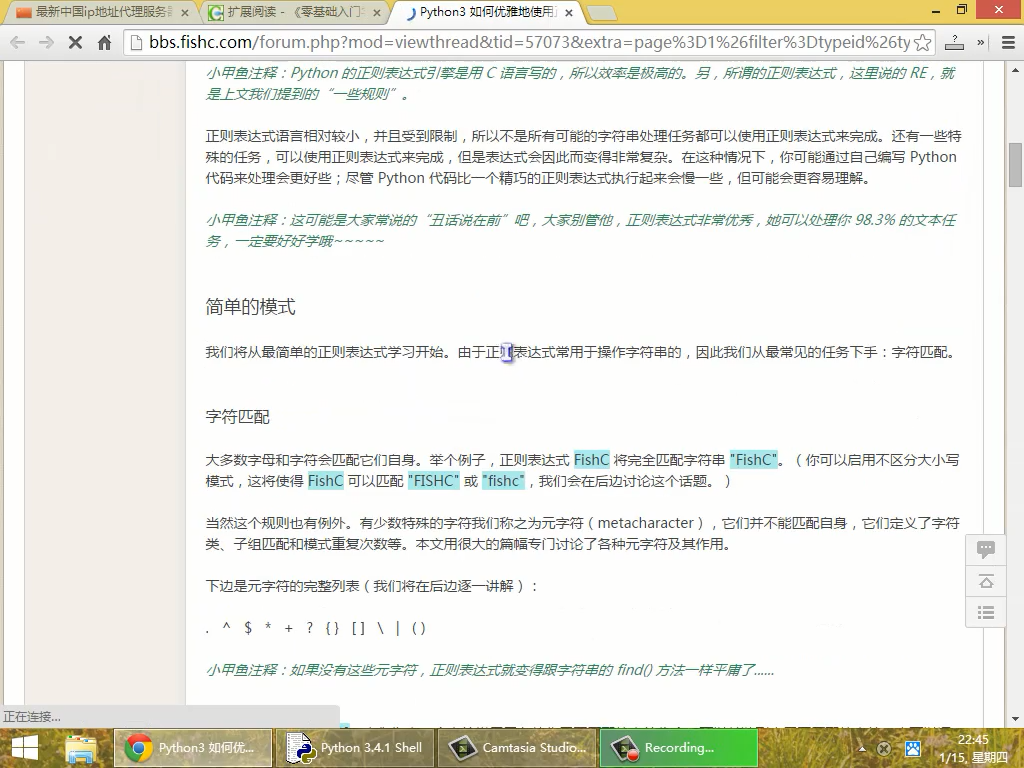 最新中国ip地址代理服务
扩展阅读 - 《零基础入门
Python3 如何优雅地使用
bbs.fishc.com/forum.php?mod=viewthread&tid=57073&extra=page%3D1%26filter%3Dtypeid%26ty
小甲鱼注释：Python 的正则表达式引擎是用 C 语言写的，所以效率是极高的。另，所谓的正则表达式，这里说的 RE，就
是上文我们提到的“一些规则”。
正则表达式语言相对较小，并且受到限制，所以不是所有可能的字符串处理任务都可以使用正则表达式来完成。还有一些特
殊的任务，可以使用正则表达式来完成，但是表达式会因此而变得非常复杂。在这种情况下，你可能通过自己编写 Python
代码来处理会更好些；尽管 Python 代码比一个精巧的正则表达式执行起来会慢一些，但可能会更容易理解。
小甲鱼注释：这可能是大家常说的“丑话说在前”吧，大家别管他，正则表达式非常优秀，她可以处理你 98.3% 的文本任
务，一定要好好学哦~~~~~
简单的模式
我们将从最简单的正则表达式学习开始。由于正则表达式常用于操作字符串的，因此我们从最常见的任务下手：字符匹配。
字符匹配
大多数字母和字符会匹配它们自身。举个例子，正则表达式 FishC 将完全匹配字符串 "FishC"。（你可以启用不区分大小写
模式，这将使得 FishC 可以匹配 "FISHC" 或 "fishc"，我们会在后边讨论这个话题。）
当然这个规则也有例外。有少数特殊的字符我们称之为元字符（metacharacter），它们并不能匹配自身，它们定义了字符
类、子组匹配和模式重复次数等。本文用很大的篇幅专门讨论了各种元字符及其作用。
下边是元字符的完整列表（我们将在后边逐一讲解）：
. ^ $ * + ? { } [ ] \ | ( )
小甲鱼注释：如果没有这些元字符，正则表达式就变得跟字符串的 find() 方法一样平庸了......
正在连接...
Python3 如何优...
Python 3.4.1 Shell
Camtasia Studio...
Recording...
22:45
1/15, 星期四